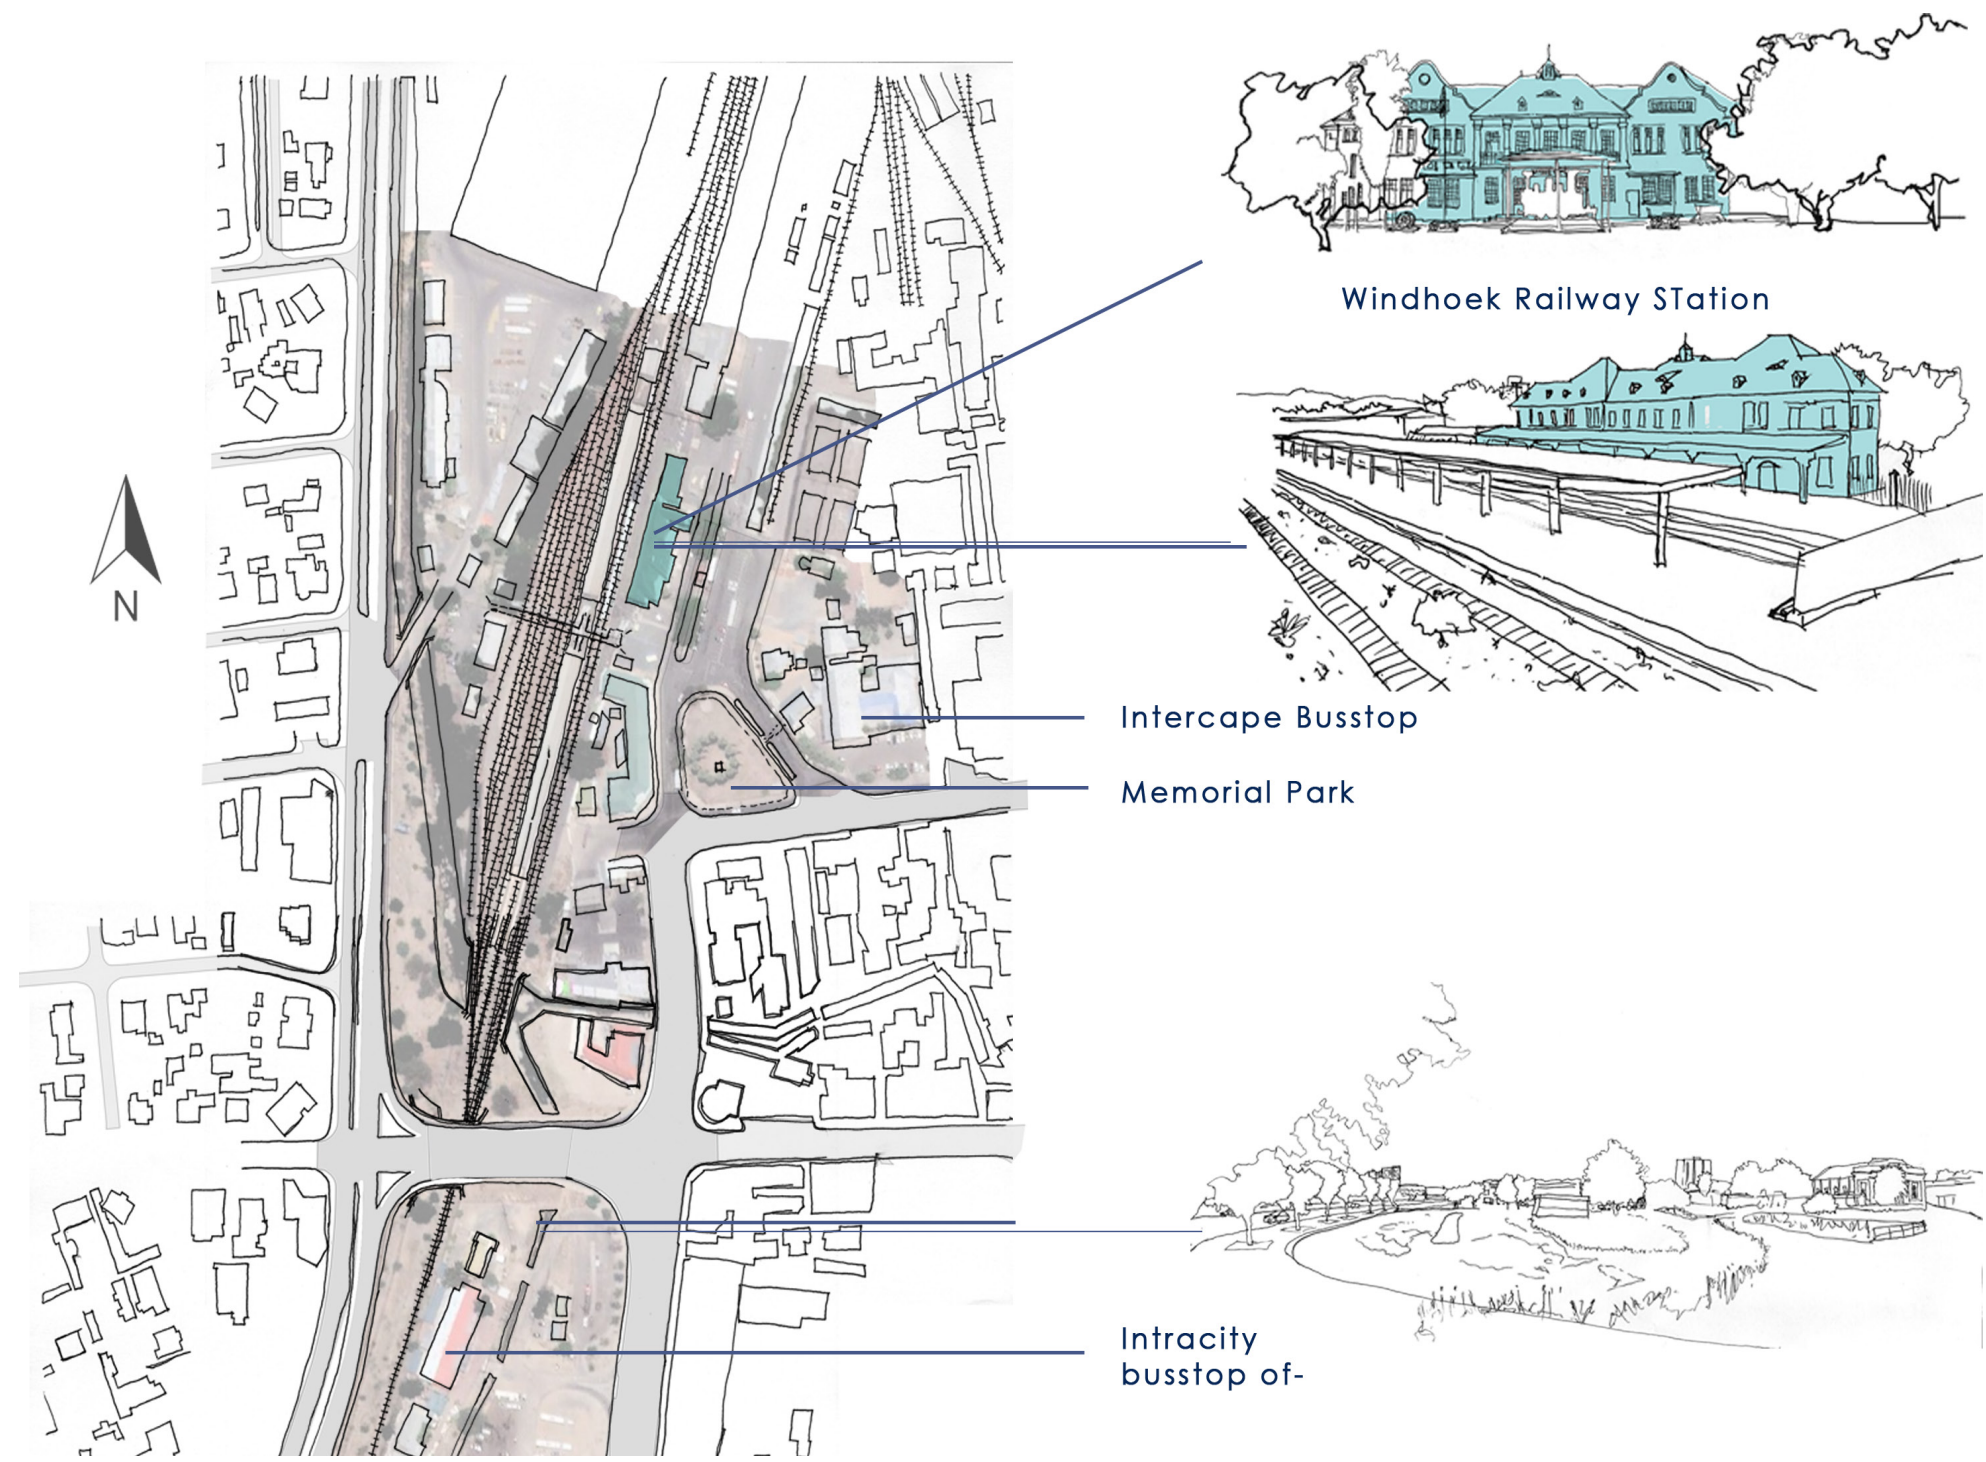 Windhoek Railway STation
N
Intercape Busstop
Memorial Park
Intracity
busstop of-